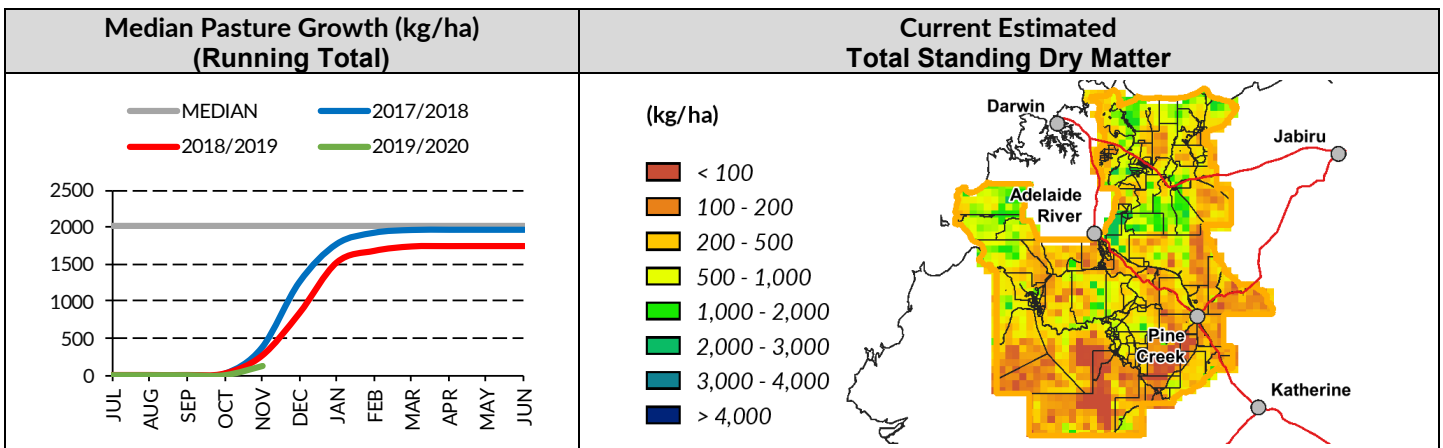 Median Pasture Growth (kg/ha)
(Running Total)
Current Estimated
Total Standing Dry Matter
MEDIAN
2017/2018
2018/2019
2019/2020
2500
2000
1500
1000
500
0
JUL
AUG
SEP
OCT
NOV
DEC
JAN
FEB
MAR
APR
MAY
JUN
(kg/ha)
< 100
100 - 200
200 - 500
500 - 1,000
1,000 - 2,000
2,000 - 3,000
3,000 - 4,000
> 4,000
Darwin
Jabiru
Adelaide
River
Pine
Creek
Katherine